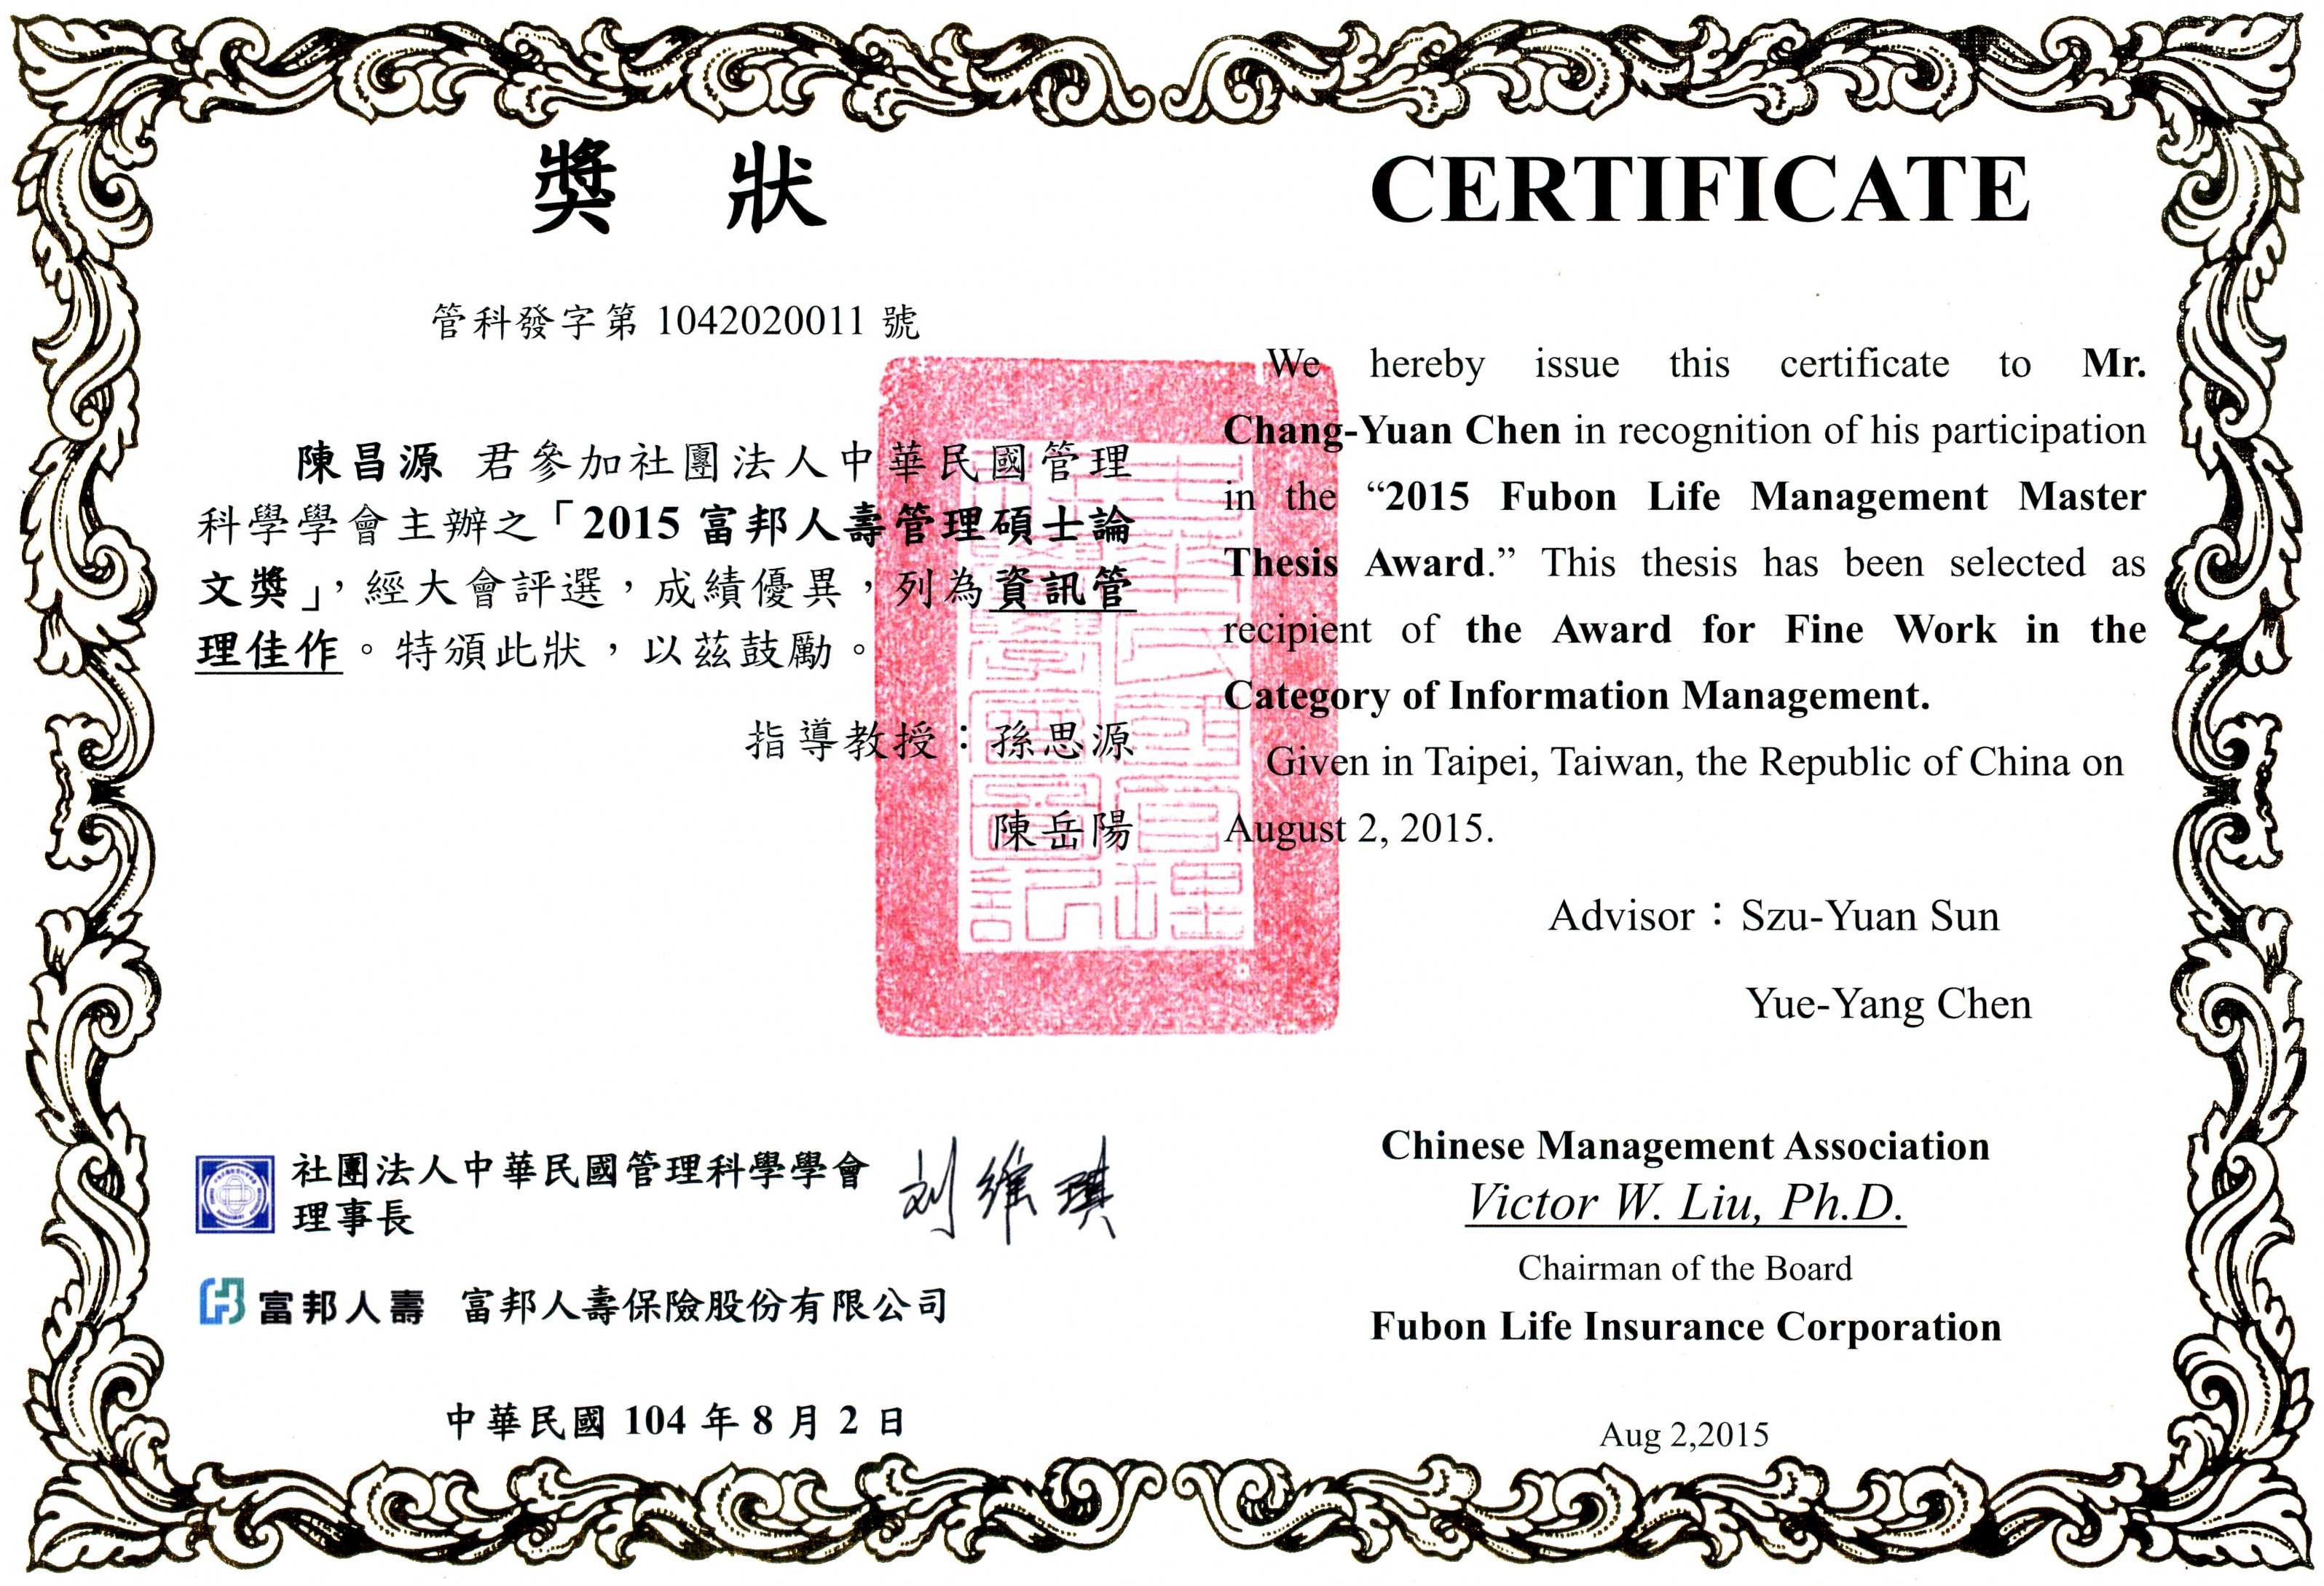 獎 狀
管科發字第 1042020011 號
陳昌源 君參加社團法人中華民國管理
科學學會主辦之「2015 富邦人壽管理碩士論
文獎」，經大會評選，成績優異，列為資訊管
理佳作。特頒此狀，以茲鼓勵。
指導教授：孫思源
陳岳陽
社團法人中華民國管理科學學會
理事長
劉維琪
富邦人壽 富邦人壽保險股份有限公司
中華民國 104 年 8 月 2 日
CERTIFICATE
We hereby issue this certificate to Mr.
Chang-Yuan Chen in recognition of his participation
in the “2015 Fubon Life Management Master
Thesis Award.” This thesis has been selected as
recipient of the Award for Fine Work in the
Category of Information Management.
Given in Taipei, Taiwan, the Republic of China on
August 2, 2015.
Advisor：Szu-Yuan Sun
Yue-Yang Chen
Chinese Management Association
Victor W. Liu, Ph.D.
Chairman of the Board
Fubon Life Insurance Corporation
Aug 2,2015